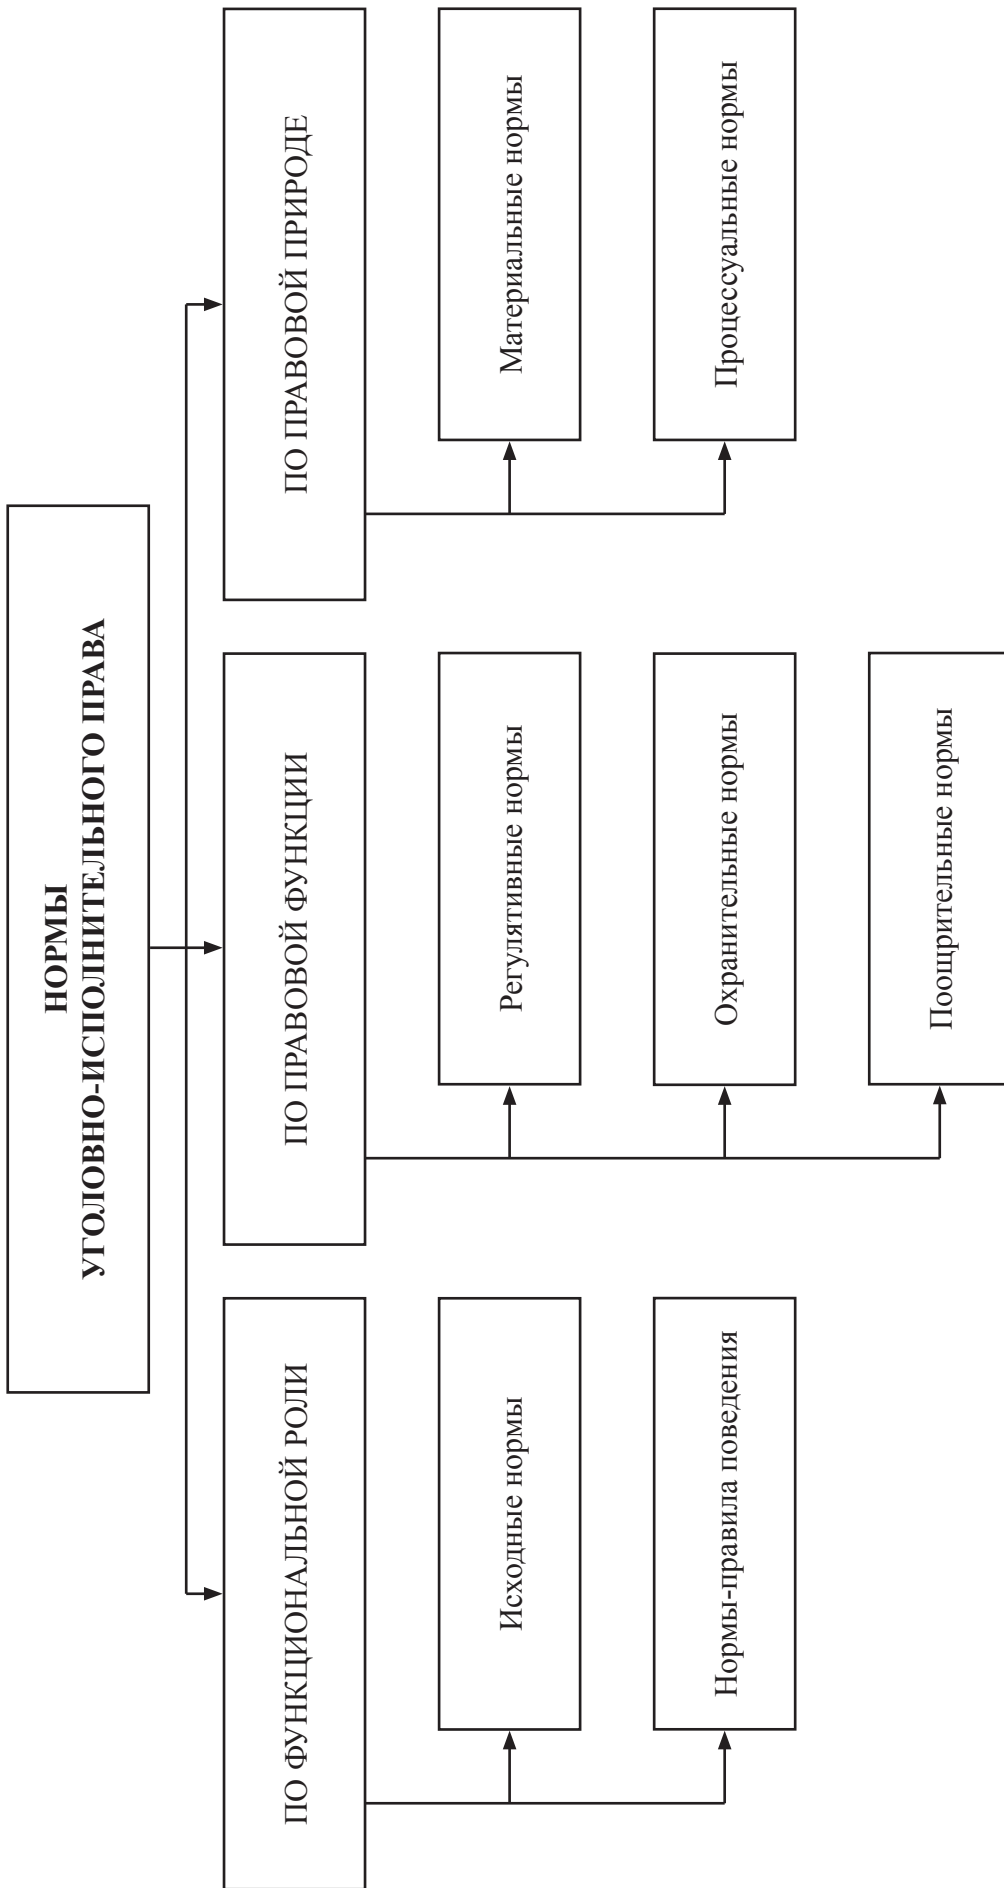 НОРМЫ
УГОЛОВНО-ИСПОЛНИТЕЛЬНОГО ПРАВА
ПО ФУНКЦИОНАЛЬНОЙ РОЛИ
Исходные нормы
Нормы-правила поведения
ПО ПРАВОВОЙ ФУНКЦИИ
Регулятивные нормы
Охранительные нормы
Поощрительные нормы
ПО ПРАВОВОЙ ПРИРОДЕ
Материальные нормы
Процессуальные нормы